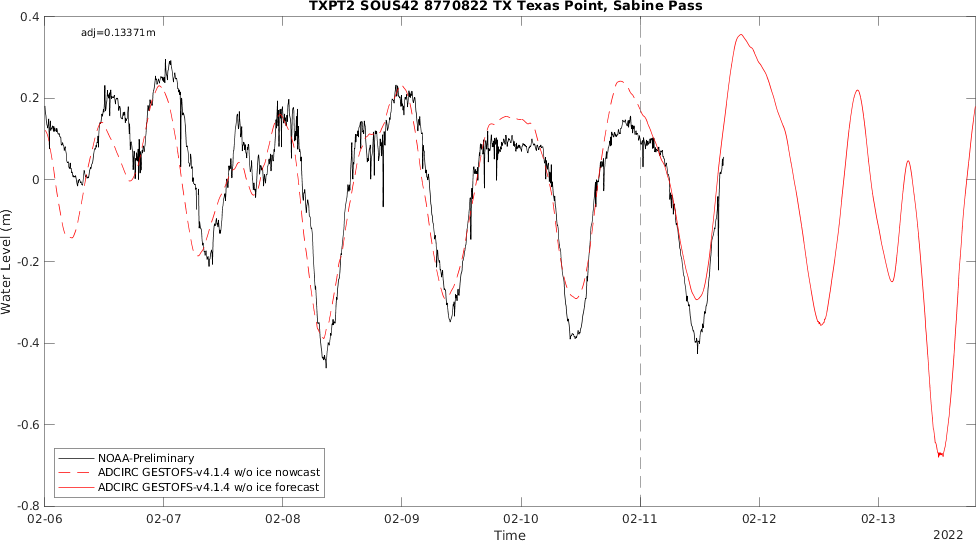 TXPT2 SOUS42 8770822 TX Texas Point, Sabine Pass
adj=0.13371m
0.4
0.2
0
-0.2
-0.4
-0.6
-0.8
Water Level (m)
NOAA-Preliminary
ADCIRC GESTOFS-v4.1.4 w/o ice nowcast
ADCIRC GESTOFS-v4.1.4 w/o ice forecast
02-06 02-07 02-08 02-09 02-10 02-11 02-12 02-13
Time
2022